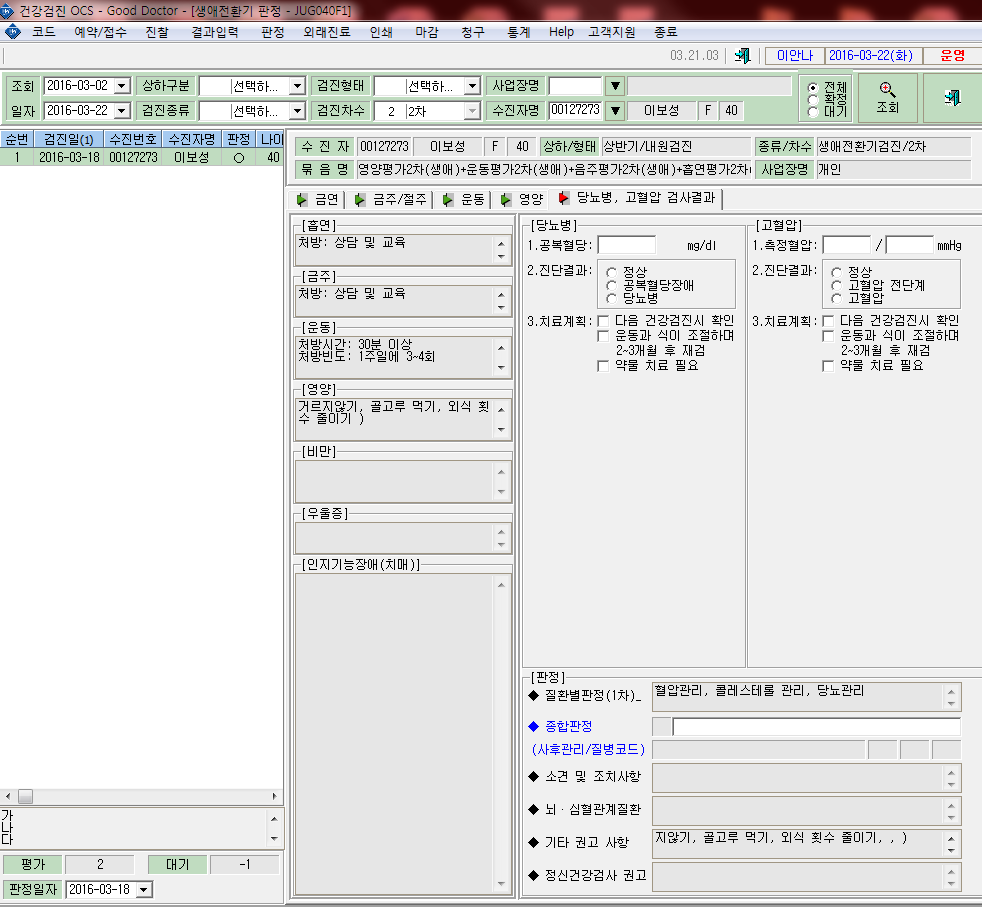 건강검진 OCS - Good Doctor - [생애전환기 판정 - JUG040F1]
코드 예약/접수 진찰 결과입력 판정 외래진료 인쇄 마감 청구 통계 Help 고객지원 종료
03.21.03 이안나 2016-03-22(화) 운영
조회 2016-03-02 상하구분 [선택하... 검진형태 [선택하... 사업장명 전체 확정 대기 조회
일자 2016-03-22 검진종류 [선택하... 검진차수 2 2차 수진자명 00127273 이보성 F 40
순번 검진일(1) 수진번호 수진자명 판정 나이
1 2016-03-18 00127273 이보성 ○ 40
수 진 자 00127273 이보성 F 40 상하/형태 상반기/내원검진 종류/차수 생애전환기검진/2차
묶 음 명 영양평가2차(생애)+운동평가2차(생애)+음주평가2차(생애)+흡연평가2차( 사업장명 개인
금연 금주/절주 운동 영양 당뇨병, 고혈압 검사결과
[흡연]
처방: 상담 및 교육
[금주]
처방: 상담 및 교육
[운동]
처방시간: 30분 이상
처방빈도: 1주일에 3~4회
[영양]
거르지않기, 골고루 먹기, 외식 횟
수 줄이기 )
[비만]
[우울증]
[인지기능장애(치매)]
[당뇨병]
1.공복혈당: mg/dl
2.진단결과: 정상
공복혈당장애
당뇨병
3.치료계획: 다음 건강검진시 확인
운동과 식이 조절하며
2~3개월 후 재검
약물 치료 필요
[고혈압]
1.측정혈압: / mmHg
2.진단결과: 정상
고혈압 전단계
고혈압
3.치료계획: 다음 건강검진시 확인
운동과 식이 조절하며
2~3개월 후 재검
약물 치료 필요
[판정]
◆ 질환별판정(1차)_ 혈압관리, 콜레스테롤 관리, 당뇨관리
◆ 종합판정
(사후관리/질병코드)
◆ 소견 및 조치사항
◆ 뇌·심혈관계질환
◆ 기타 권고 사항 지않기, 골고루 먹기, 외식 횟수 줄이기, , )
◆ 정신건강검사 권고
가
나
다
평가 2 대기 -1
판정일자 2016-03-18